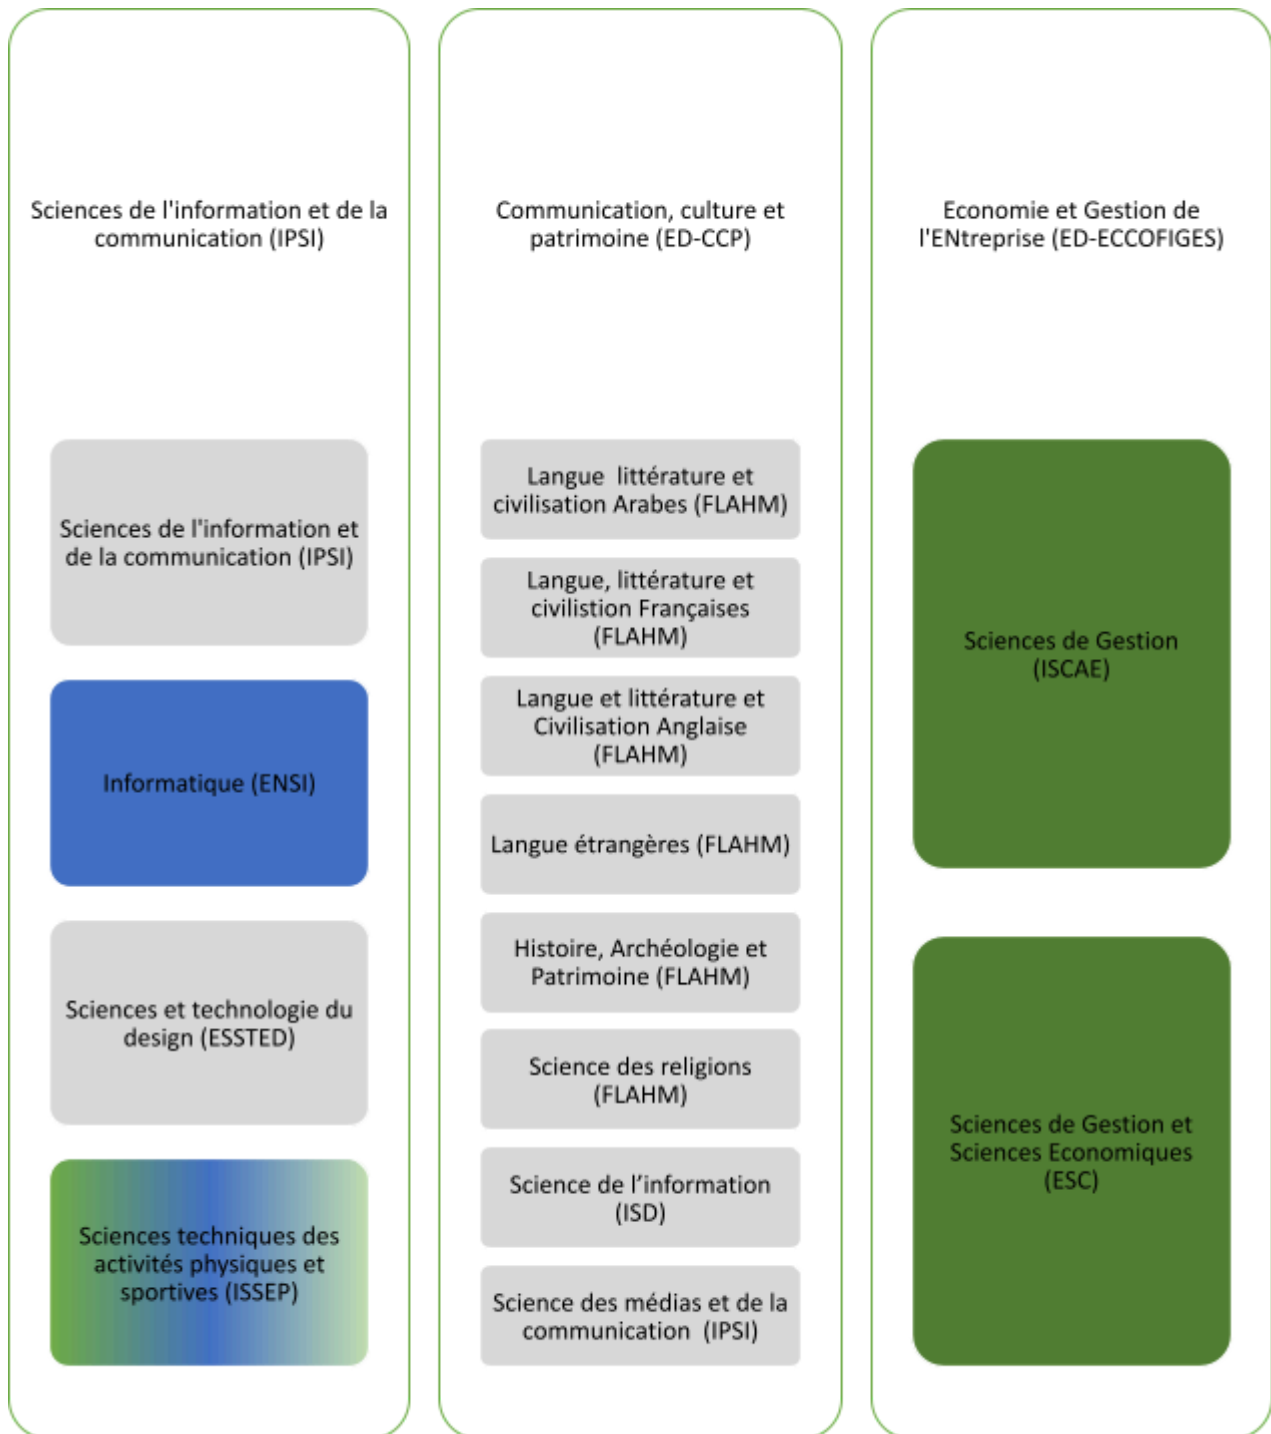 Sciences de l'information et de la
communication (IPSI)
Sciences de l'information et
de la communication (IPSI)
Informatique (ENSI)
Sciences et technologie du
design (ESSTED)
Sciences techniques des
activités physiques et
sportives (ISSEP)
Communication, culture et
patrimoine (ED-CCP)
Langue  littérature et
civilisation Arabes (FLAHM)
Langue, littérature et
civilistion Françaises
(FLAHM)
Langue et littérature et
Civilisation Anglaise
(FLAHM)
Langue étrangères (FLAHM)
Histoire, Archéologie et
Patrimoine (FLAHM)
Science des religions
(FLAHM)
Science de l’information
(ISD)
Science des médias et de la
communication  (IPSI)
Economie et Gestion de
l'ENtreprise (ED-ECCOFIGES)
Sciences de Gestion
(ISCAE)
Sciences de Gestion et
Sciences Economiques
(ESC)